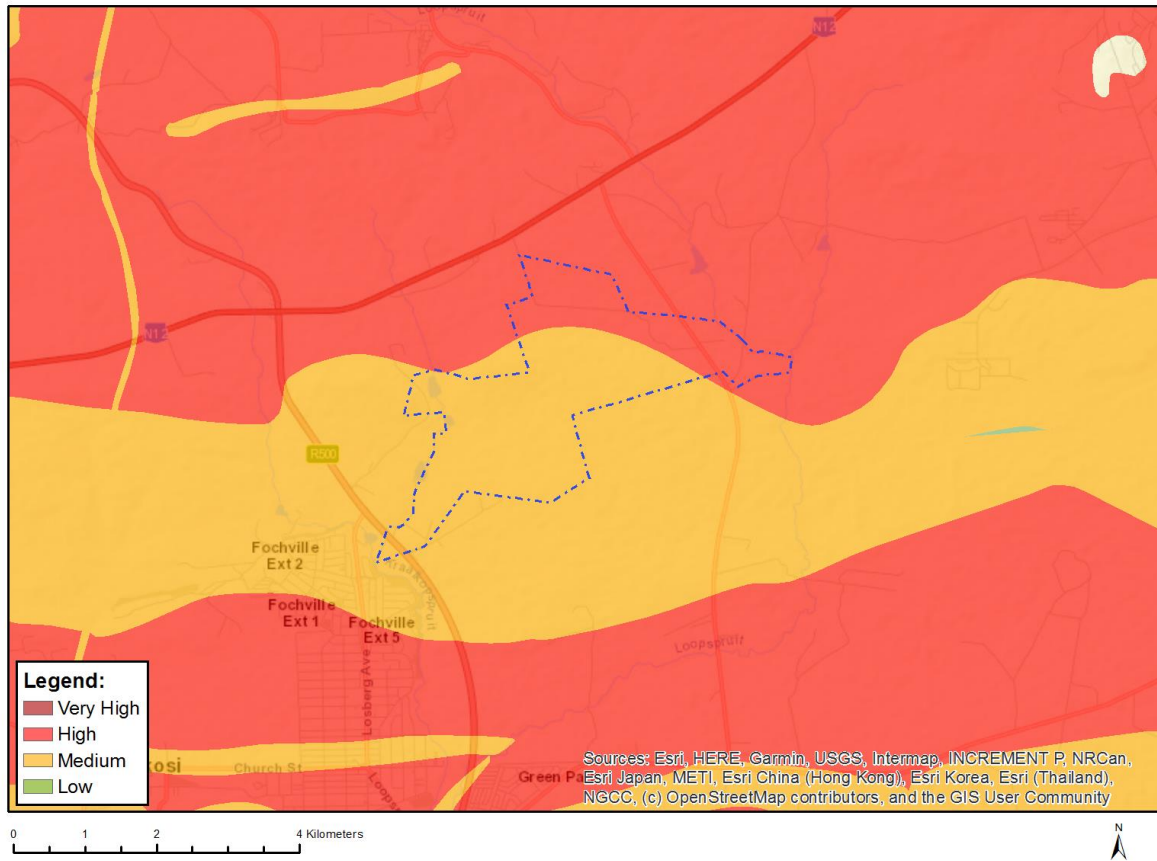 Loopspruit
N12
N12
R500
Fochville
Ext 2
Kraalkopspruit
Fochville
Ext 1
Fochville
Ext 5
Losberg Ave
Loopspruit
Church St
Legend:
Very High
High
Medium
Low
Sources: Esri, HERE, Garmin, USGS, Intermap, INCREMENT P, NRCan,
Esri Japan, METI, Esri China (Hong Kong), Esri Korea, Esri (Thailand),
NGCC, (c) OpenStreetMap contributors, and the GIS User Community
0 1 2 4 Kilometers
N